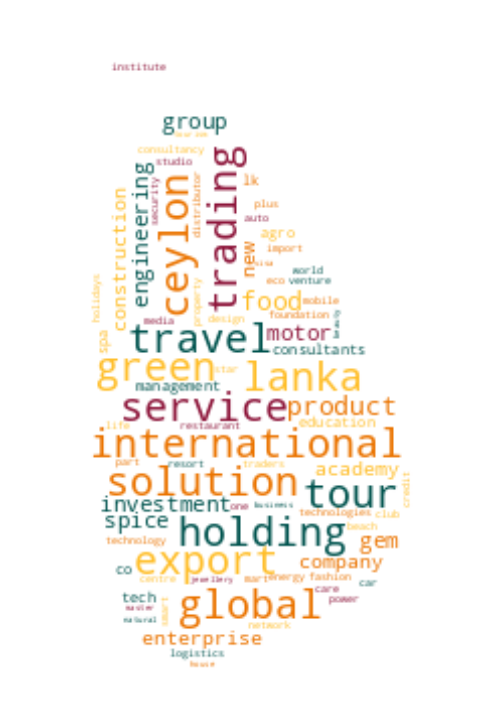 institute
group
consultancy
studio
engineering
security
ceylon
distributor
trading
lk
plus
auto
agro
import
new
construction
world
eco venture
holidays
property
food mobile
foundation
media
design
beauty
travel motor
spa
consultants
green star lanka
management
service product
life restaurant education
international
part resort traders academy
solution tour credit
investment one business technologies club
spice holding beach
technology gem
export company
co centre jewellery mart energy fashion car
tech care
master power
natural smart global
network
enterprise
logistics
house